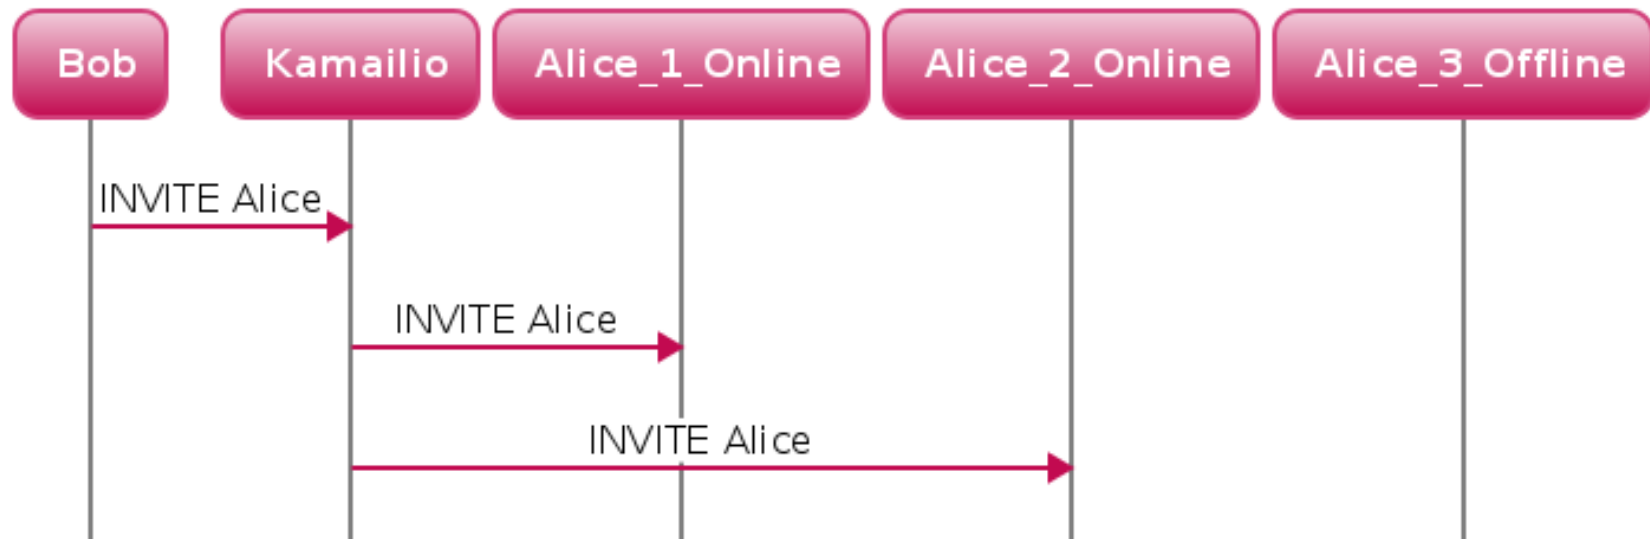 Bob
Kamailio
Alice_1_Online
Alice_2_Online
Alice_3_Offline
INVITE Alice
INVITE Alice
INVITE Alice